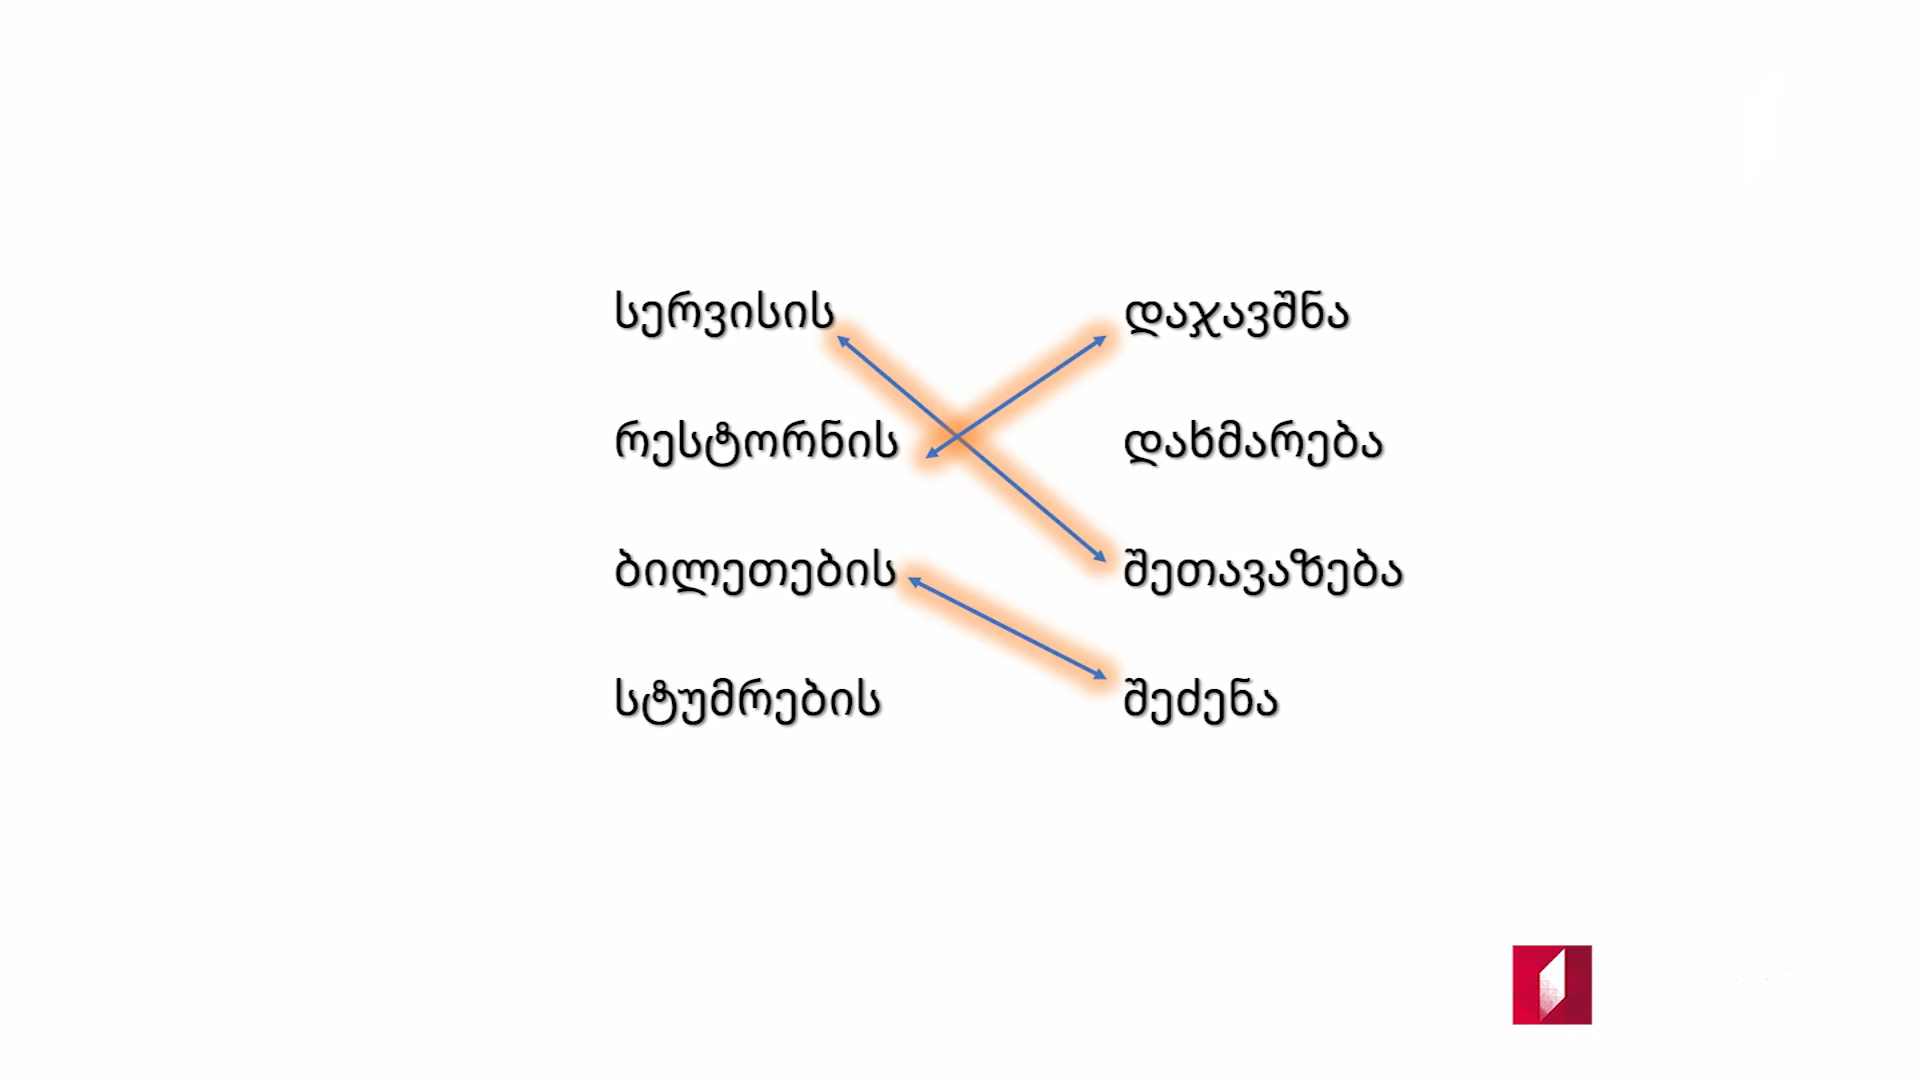 სერვისის დაჯავშნა
რესტორნის დახმარება
ბილეთების შეთავაზება
სტუმრების შეძენა